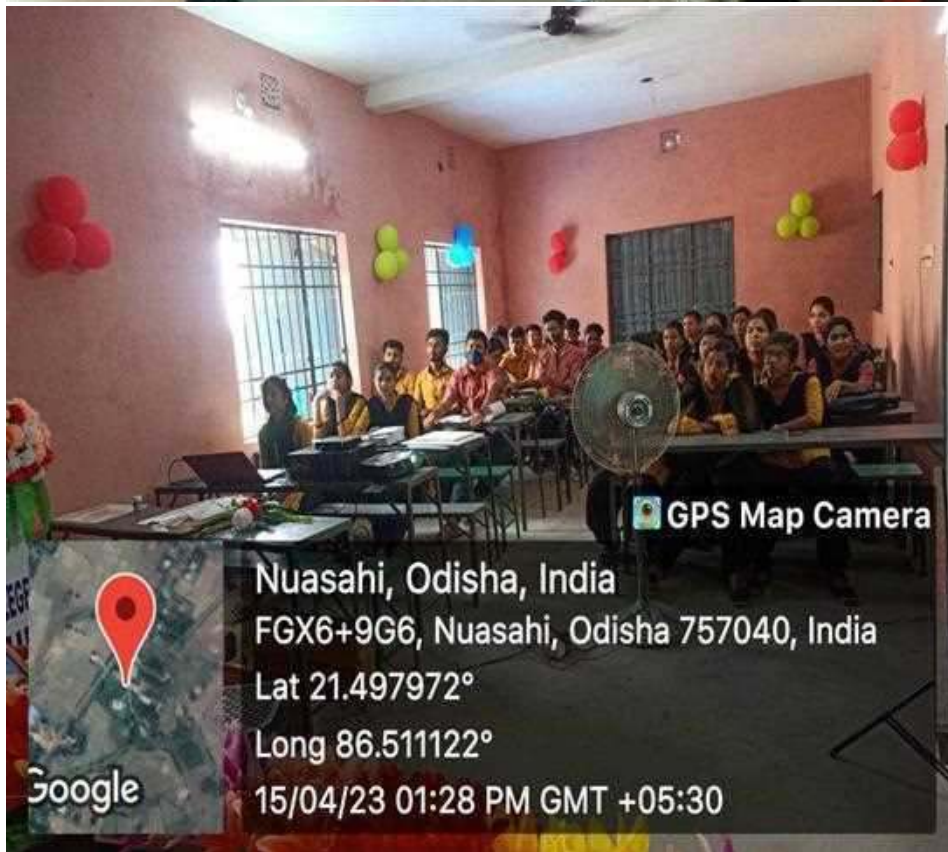 GPS Map Camera
Nuasahi, Odisha, India
FGX6+9G6, Nuasahi, Odisha 757040, India
Lat 21.497972°
Long 86.511122°
15/04/23 01:28 PM GMT +05:30
Google